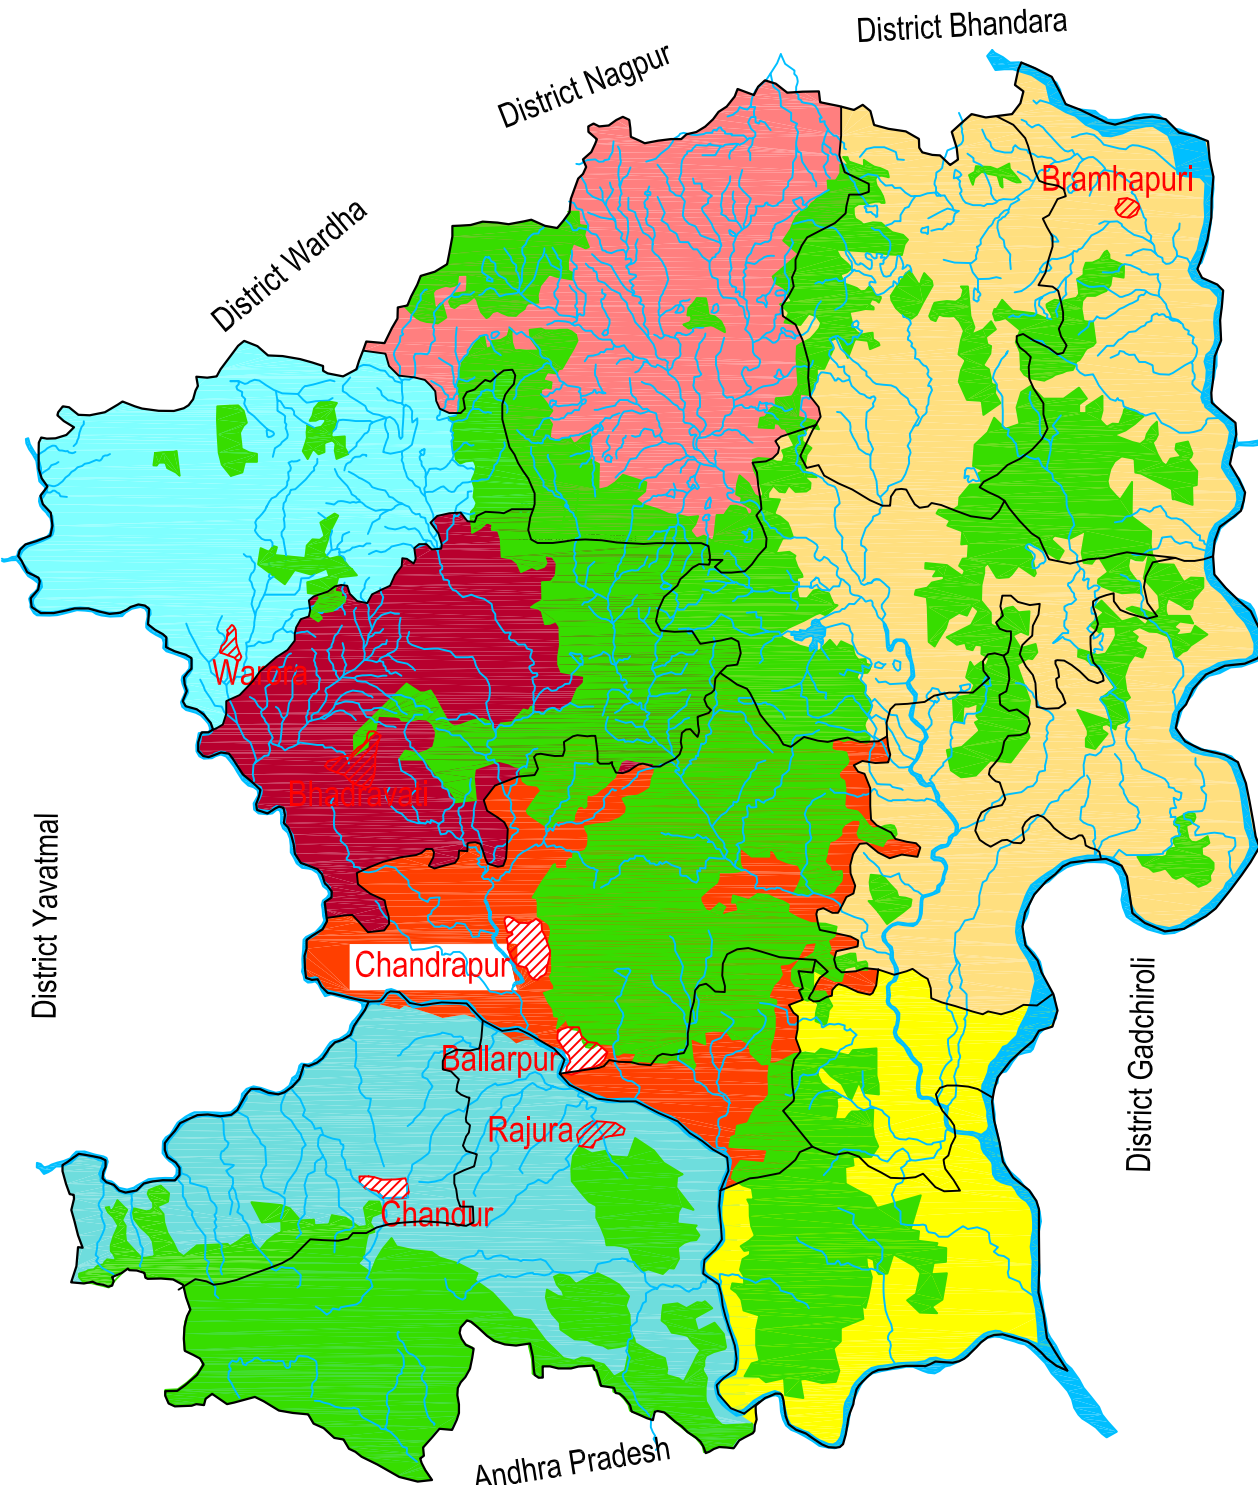 District Bhandara
District Nagpur
Bramhapuri
District Wardha
Warora
Bhadravati
District Yavatmal
Chandrapur
District Gadchiroli
Ballarpur
Rajura
Chandur
Andhra Pradesh